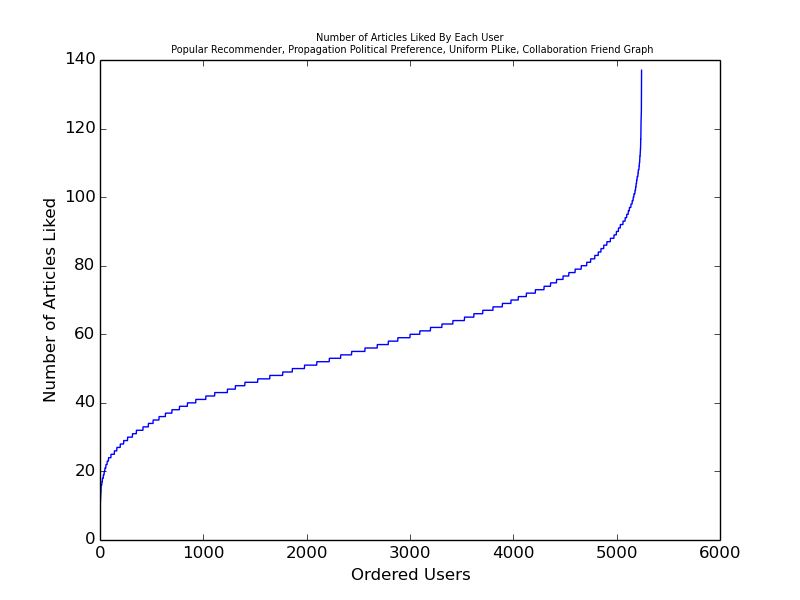 Number of Articles Liked By Each User
Popular Recommender, Propagation Political Preference, Uniform PLike, Collaboration Friend Graph
140
120
100
80
60
40
20
0
Number of Articles Liked
0 1000 2000 3000 4000 5000 6000
Ordered Users